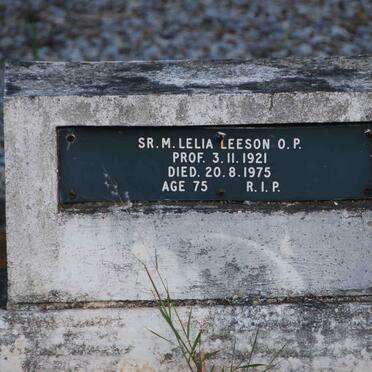 SR. M. LELIA LEESON O.P.
PROF. 3.11.1921
DIED. 20.8.1975
AGE 75 R.I.P.